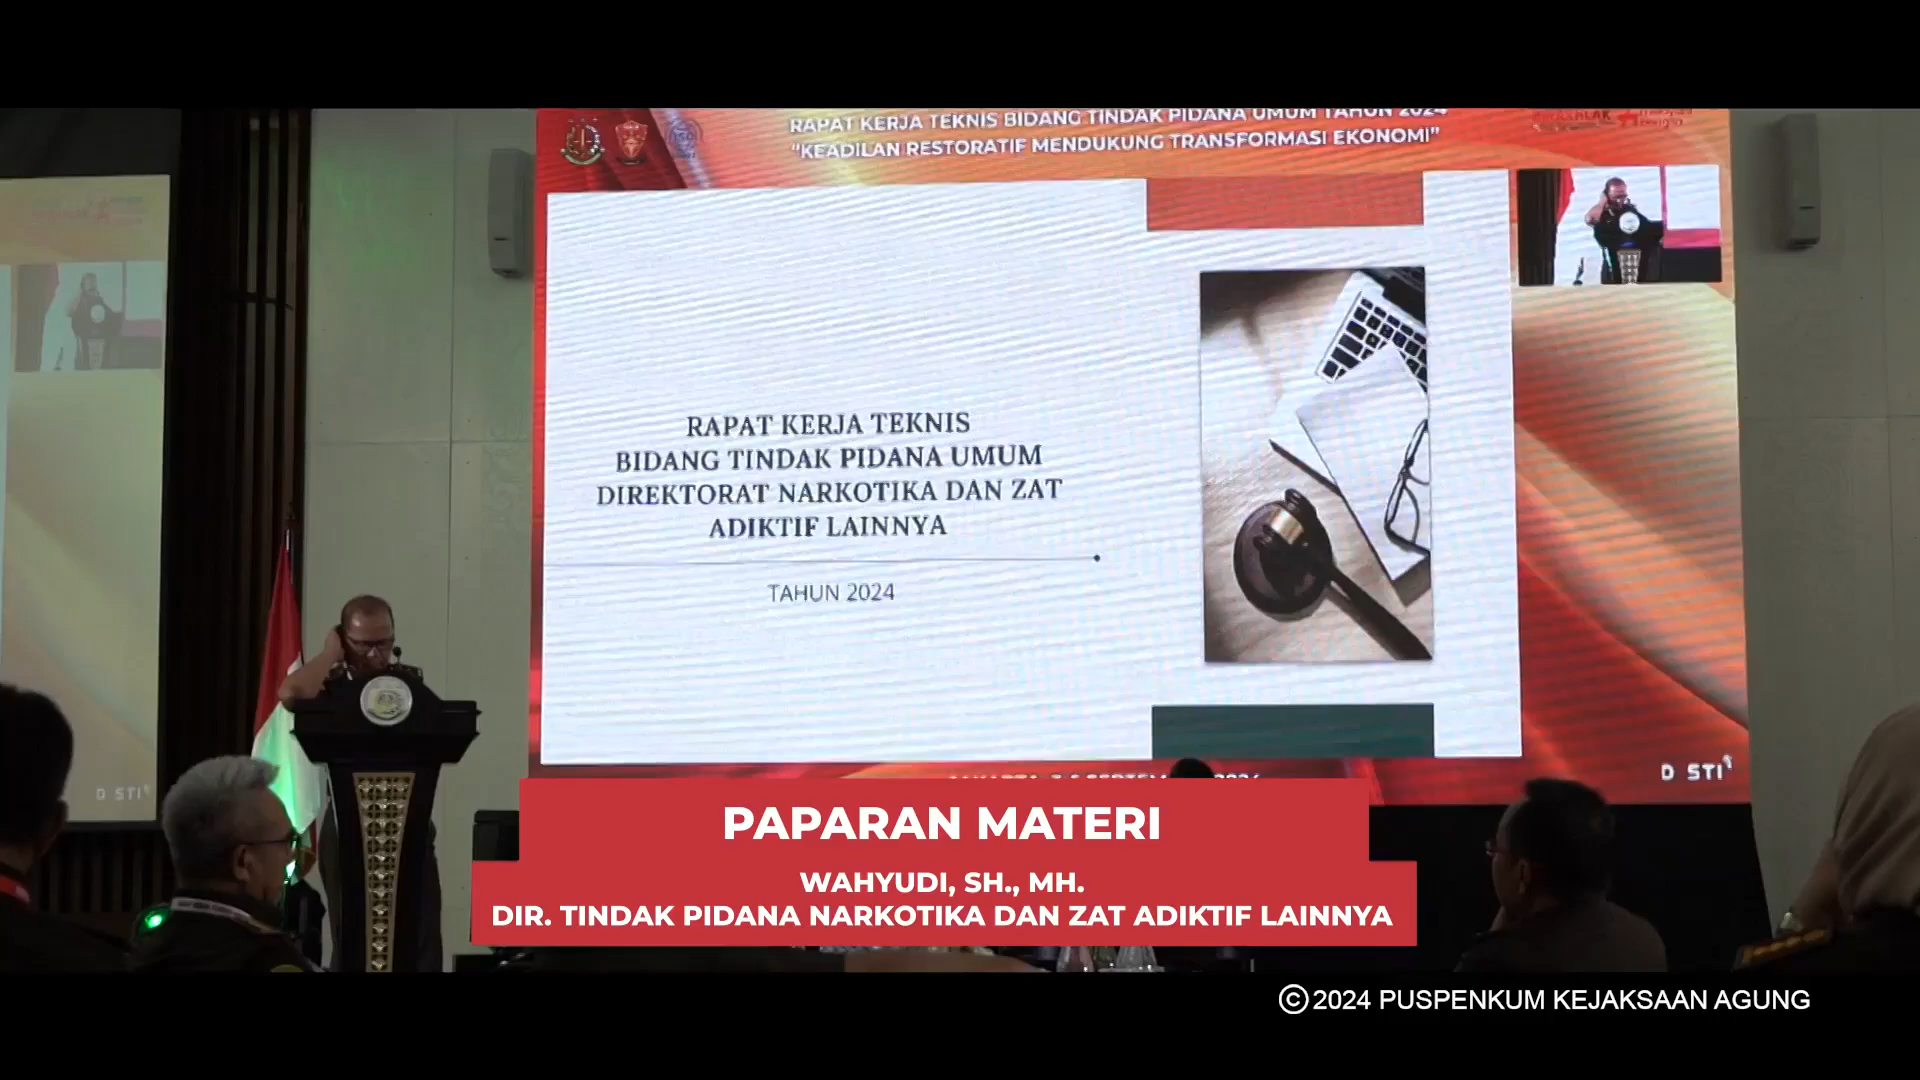 RAPAT KERJA TEKNIS BIDANG TINDAK PIDANA UMUM TAHUN 2024
"KEADILAN RESTORATIF MENDUKUNG TRANSFORMASI EKONOMI"
RAPAT KERJA TEKNIS
BIDANG TINDAK PIDANA UMUM
DIREKTORAT NARKOTIKA DAN ZAT
ADIKTIF LAINNYA
TAHUN 2024
D STI
D STI
PAPARAN MATERI
WAHYUDI, SH., MH.
DIR. TINDAK PIDANA NARKOTIKA DAN ZAT ADIKTIF LAINNYA
©2024 PUSPENKUM KEJAKSAAN AGUNG